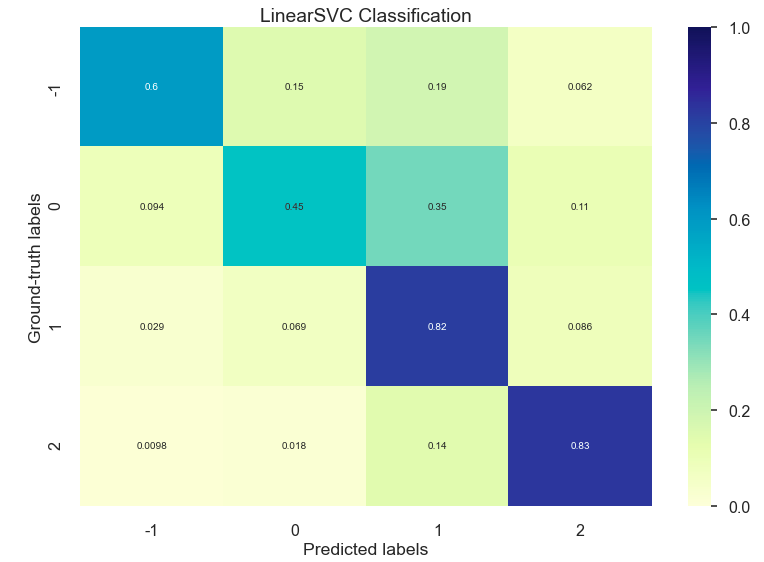 LinearSVC Classification
1.0
-1 0.6 0.15 0.19 0.062
0.8
0 0.094 0.45 0.35 0.11
0.6
Ground-truth labels
0.4
1 0.029 0.069 0.82 0.086
0.2
2 0.0098 0.018 0.14 0.83
0.0
-1 0 1 2
Predicted labels